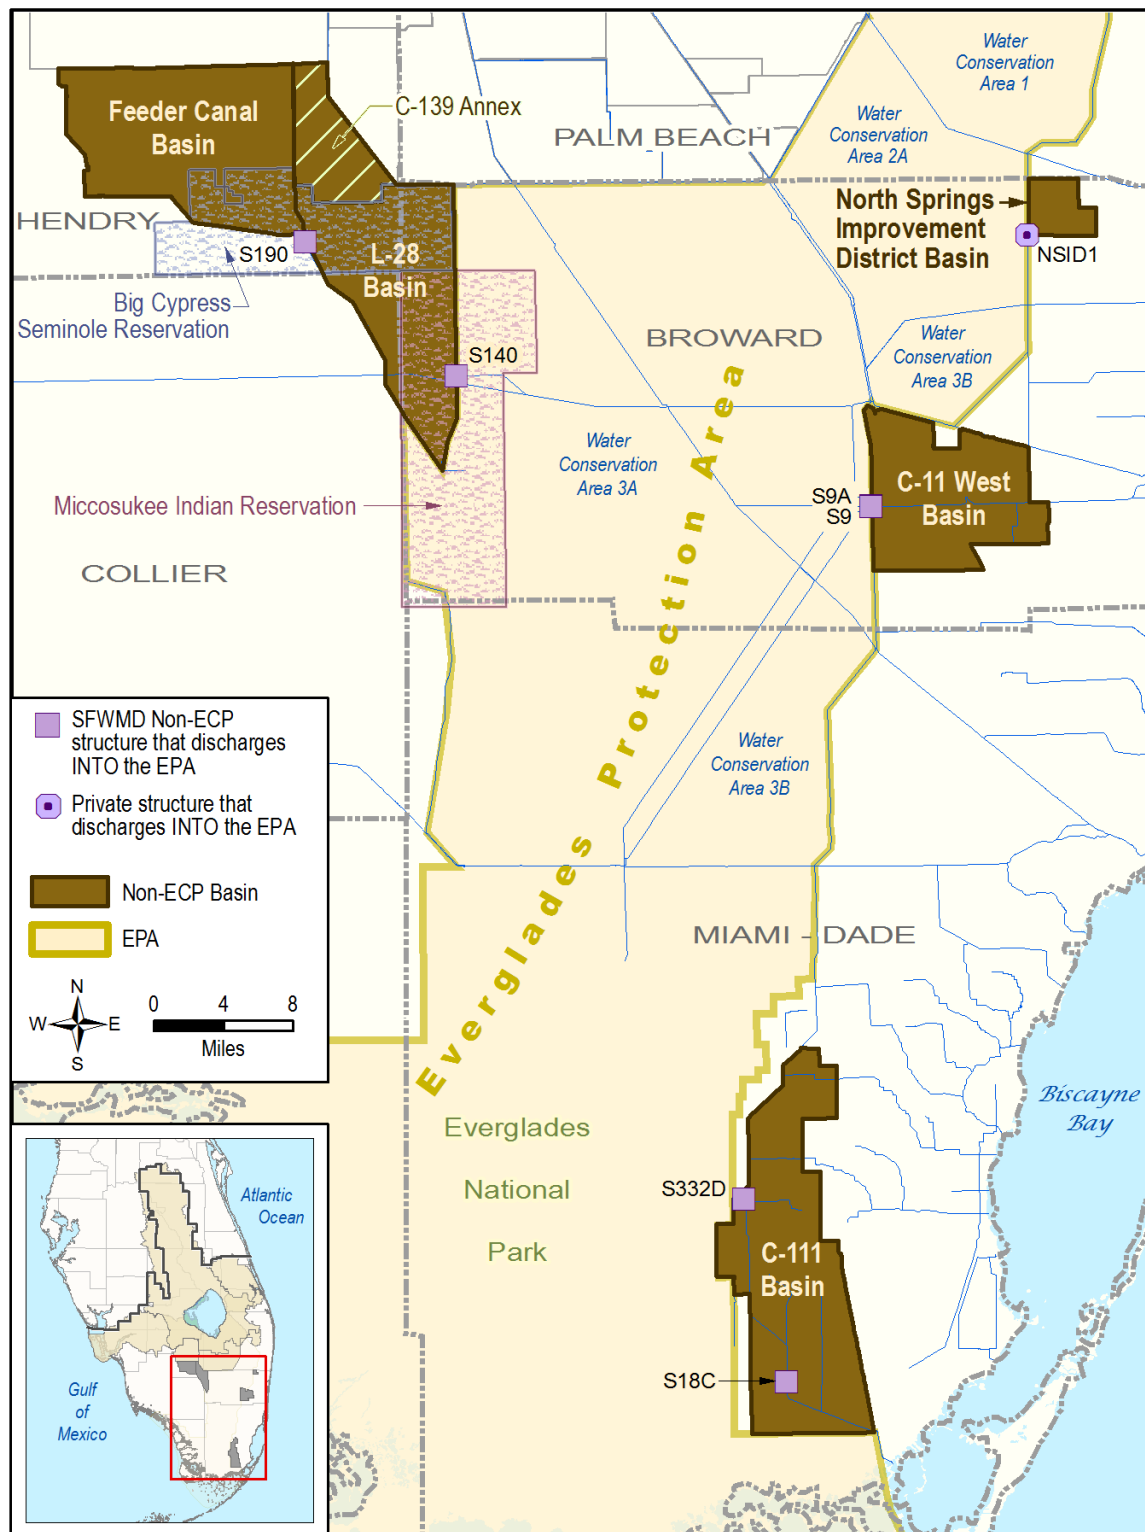 Water
Conservation
Area 1
Feeder Canal
Basin
C-139 Annex
PALM BEACH
Water
Conservation
Area 2A
HENDRY
North Springs
Improvement
District Basin
NSID1
S190
L-28
Basin
Big Cypress
Seminole Reservation
BROWARD
Water
Conservation
Area 3B
S140
Water
Conservation
Area 3A
Miccosukee Indian Reservation
S9A
S9
C-11 West
Basin
COLLIER
Everglades Protection Area
Water
Conservation
Area 3B
SFWMD Non-ECP
structure that discharges
INTO the EPA
Private structure that
discharges INTO the EPA
Non-ECP Basin
EPA
N
W
E
S
0 4 8
Miles
MIAMI - DADE
Biscayne
Bay
Everglades
National
Park
S332D
C-111
Basin
S18C
Atlantic
Ocean
Gulf
of
Mexico